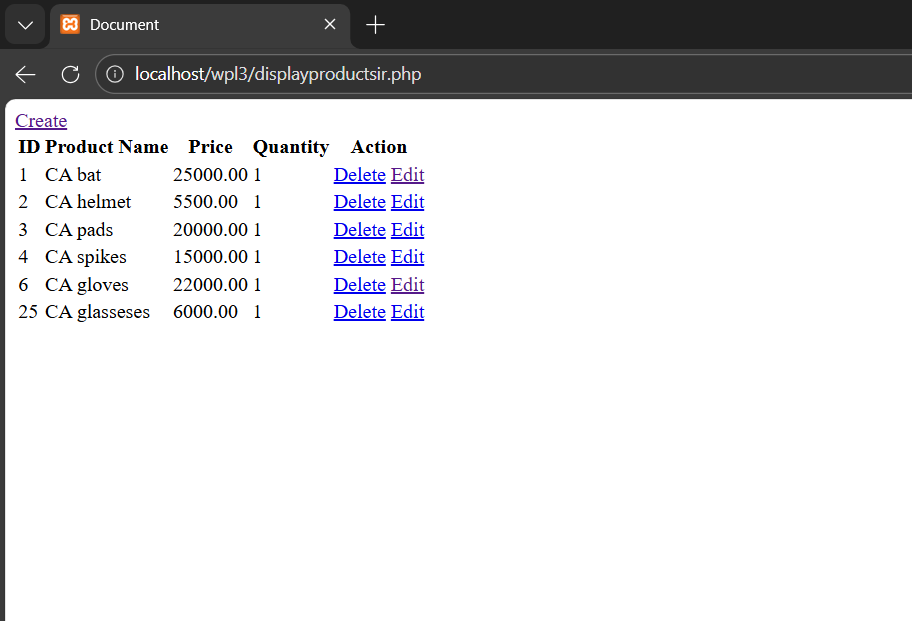 Document
localhost/wpl3/displayproductsir.php
Create
ID Product Name Price Quantity Action
1 CA bat 25000.00 1 Delete Edit
2 CA helmet 5500.00 1 Delete Edit
3 CA pads 20000.00 1 Delete Edit
4 CA spikes 15000.00 1 Delete Edit
6 CA gloves 22000.00 1 Delete Edit
25 CA glasseses 6000.00 1 Delete Edit